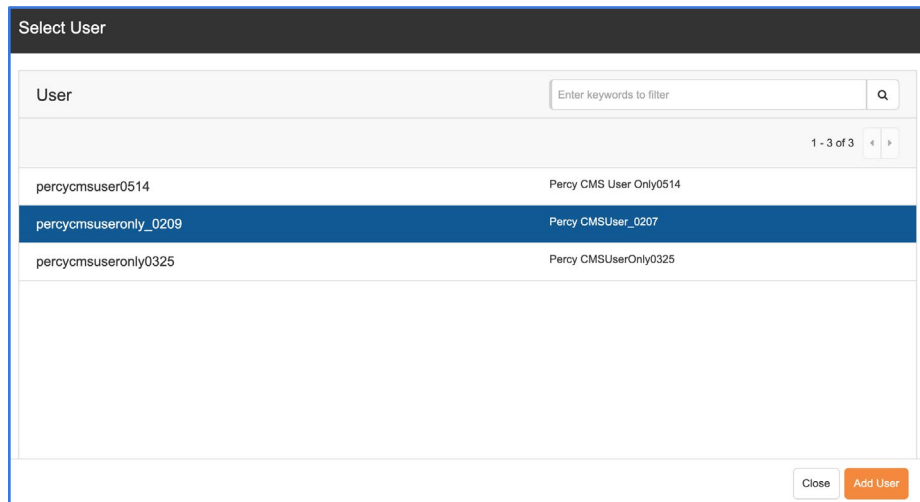 Select User
User
Enter keywords to filter
1 - 3 of 3
percycmsuser0514 Percy CMS User Only0514
percycmsuseronly_0209 Percy CMSUser_0207
percycmsuseronly0325 Percy CMSUserOnly0325
Close Add User